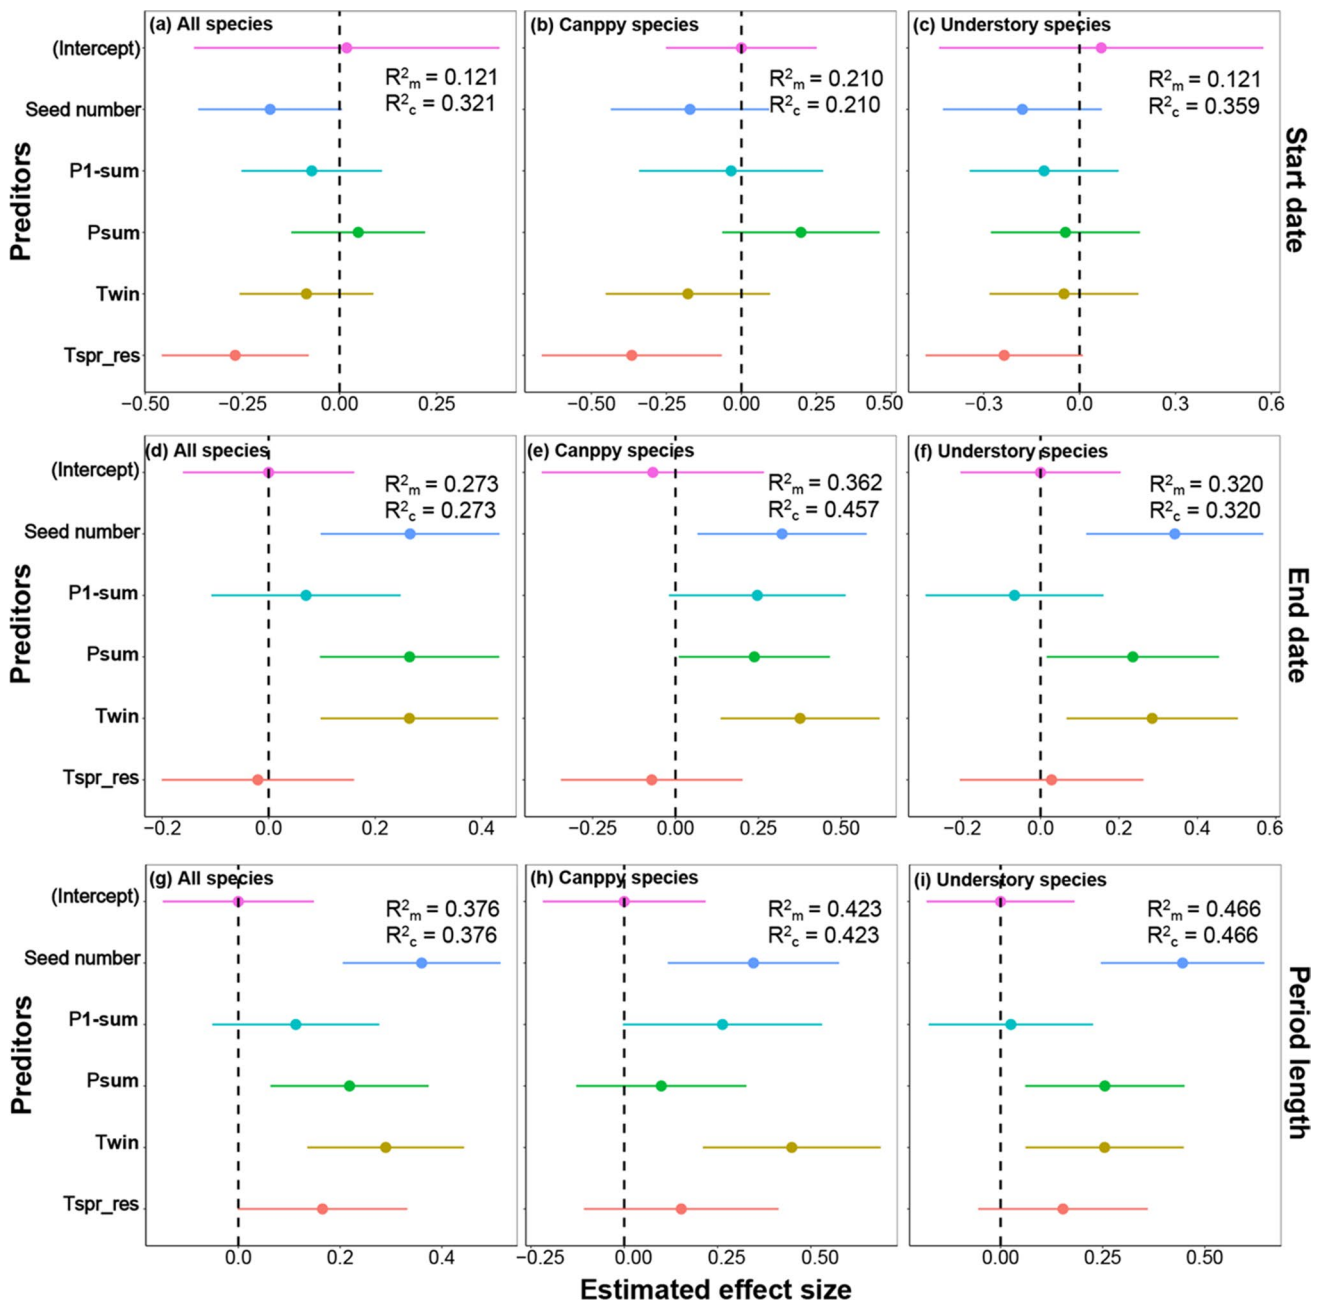 (a) All species
(b) Canppy species
(c) Understory species
(Intercept)
Seed number
P1-sum
Psum
Twin
Tspr_res
Preditors
R²m = 0.121
R²c = 0.321
R²m = 0.210
R²c = 0.210
R²m = 0.121
R²c = 0.359
Start date
−0.50 −0.25 0.00 0.25
−0.50 −0.25 0.00 0.25 0.50
−0.3 0.0 0.3 0.6
(d) All species
(e) Canppy species
(f) Understory species
(Intercept)
Seed number
P1-sum
Psum
Twin
Tspr_res
Preditors
R²m = 0.273
R²c = 0.273
R²m = 0.362
R²c = 0.457
R²m = 0.320
R²c = 0.320
End date
−0.2 0.0 0.2 0.4
−0.25 0.00 0.25 0.50
−0.2 0.0 0.2 0.4 0.6
(g) All species
(h) Canppy species
(i) Understory species
(Intercept)
Seed number
P1-sum
Psum
Twin
Tspr_res
Preditors
R²m = 0.376
R²c = 0.376
R²m = 0.423
R²c = 0.423
R²m = 0.466
R²c = 0.466
Period length
0.0 0.2 0.4
−0.25 0.00 0.25 0.50
0.00 0.25 0.50
Estimated effect size